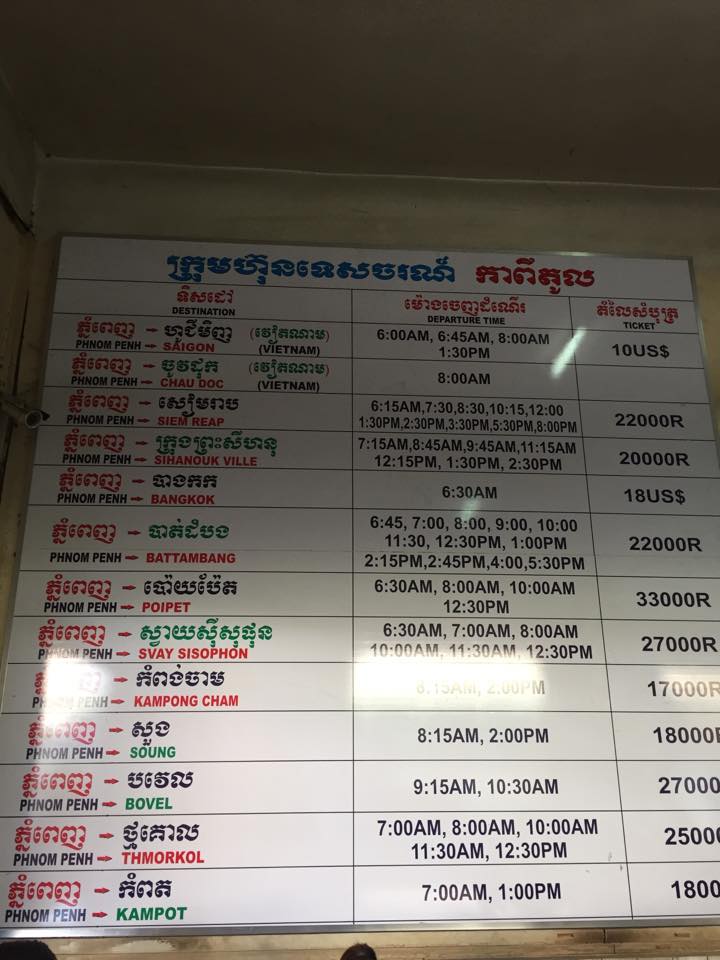 ក្រុមហ៊ុនទេសចរណ៍ កាពីតូល
ទិសដៅ ម៉ោងចេញដំណើរ តំលៃសំបុត្រ
DESTINATION DEPARTURE TIME TICKET
ភ្នំពេញ → ហូជីមិញ (វៀតណាម) 6:00AM, 6:45AM, 8:00AM 10US$
PHNOM PENH → SAIGON (VIETNAM) 1:30PM
ភ្នំពេញ → ចូវដុក (វៀតណាម) 8:00AM
PHNOM PENH → CHAU DOC (VIETNAM)
ភ្នំពេញ → សៀមរាប 6:15AM,7:30,8:30,10:15,12:00 22000R
PHNOM PENH → SIEM REAP 1:30PM,2:30PM,3:30PM,5:30PM,8:00PM
ភ្នំពេញ → ក្រុងព្រះសីហនុ 7:15AM,8:45AM,9:45AM,11:15AM 20000R
PHNOM PENH → SIHANOUK VILLE 12:15PM, 1:30PM, 2:30PM
ភ្នំពេញ → បាងកក 6:30AM 18US$
PHNOM PENH → BANGKOK
ភ្នំពេញ → បាត់ដំបង 6:45, 7:00, 8:00, 9:00, 10:00
11:30, 12:30PM, 1:00PM 22000R
PHNOM PENH → BATTAMBANG 2:15PM,2:45PM,4:00,5:30PM
ភ្នំពេញ → ប៉ោយប៉ែត 6:30AM, 8:00AM, 10:00AM 33000R
PHNOM PENH → POIPET 12:30PM
ភ្នំពេញ → ស្វាយស៊ីសុផុន 6:30AM, 7:00AM, 8:00AM 27000R
PHNOM PENH → SVAY SISOPHON 10:00AM, 11:30AM, 12:30PM
ភ្នំពេញ → កំពង់ចាម 8:15AM, 2:00PM 17000R
PHNOM PENH → KAMPONG CHAM
ភ្នំពេញ → សួង 8:15AM, 2:00PM 18000R
PHNOM PENH → SOUNG
ភ្នំពេញ → បវេល 9:15AM, 10:30AM 27000
PHNOM PENH → BOVEL
ភ្នំពេញ → ថ្មគោល 7:00AM, 8:00AM, 10:00AM 25000
PHNOM PENH → THMORKOL 11:30AM, 12:30PM
ភ្នំពេញ → កំពត 7:00AM, 1:00PM 1800
PHNOM PENH → KAMPOT